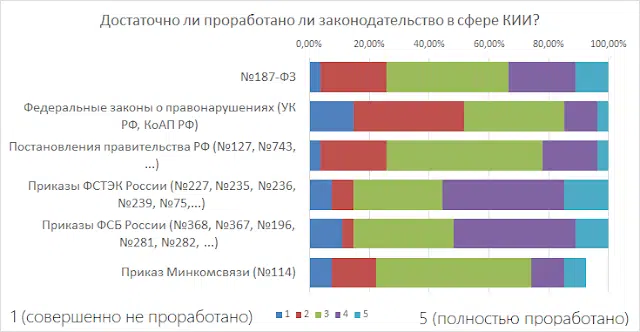 Достаточно ли проработано ли законодательство в сфере КИИ?
0,00% 20,00% 40,00% 60,00% 80,00% 100,00%
№187-ФЗ
Федеральные законы о правонарушениях (УК
РФ, КоАП РФ)
Постановления правительства РФ (№127, №743,
...)
Приказы ФСТЭК России (№227, №235, №236,
№239, №75,...)
Приказы ФСБ России (№368, №367, №196,
№281, №282, ...)
Приказ Минкомсвязи (№114)
1 (совершенно не проработано)
1 2 3 4 5
5 (полностью проработано)